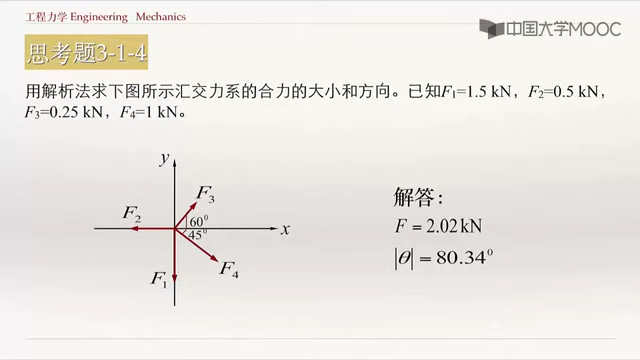 工程力学 Engineering Mechanics
中国大学MOOC
思考题3-1-4
用解析法求下图所示汇交力系的合力的大小和方向。已知F₁=1.5 kN，F₂=0.5 kN，
F₃=0.25 kN，F₄=1 kN。
y
F₃
解答：
F₂
60⁰
F = 2.02kN
x
45⁰
|θ| = 80.34⁰
F₄
F₁